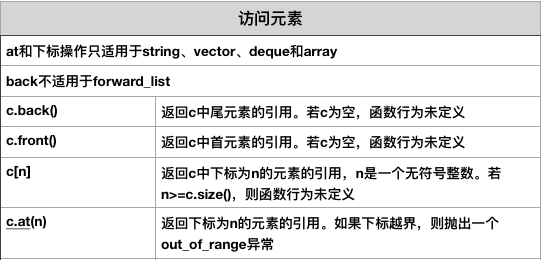 访问元素
at和下标操作只适用于string、vector、deque和array
back不适用于forward_list
c.back()
返回c中尾元素的引用。若c为空，函数行为未定义
c.front()
返回c中首元素的引用。若c为空，函数行为未定义
c[n]
返回c中下标为n的元素的引用，n是一个无符号整数。若
n>=c.size()，则函数行为未定义
c.at(n)
返回下标为n的元素的引用。如果下标越界，则抛出一个
out_of_range异常